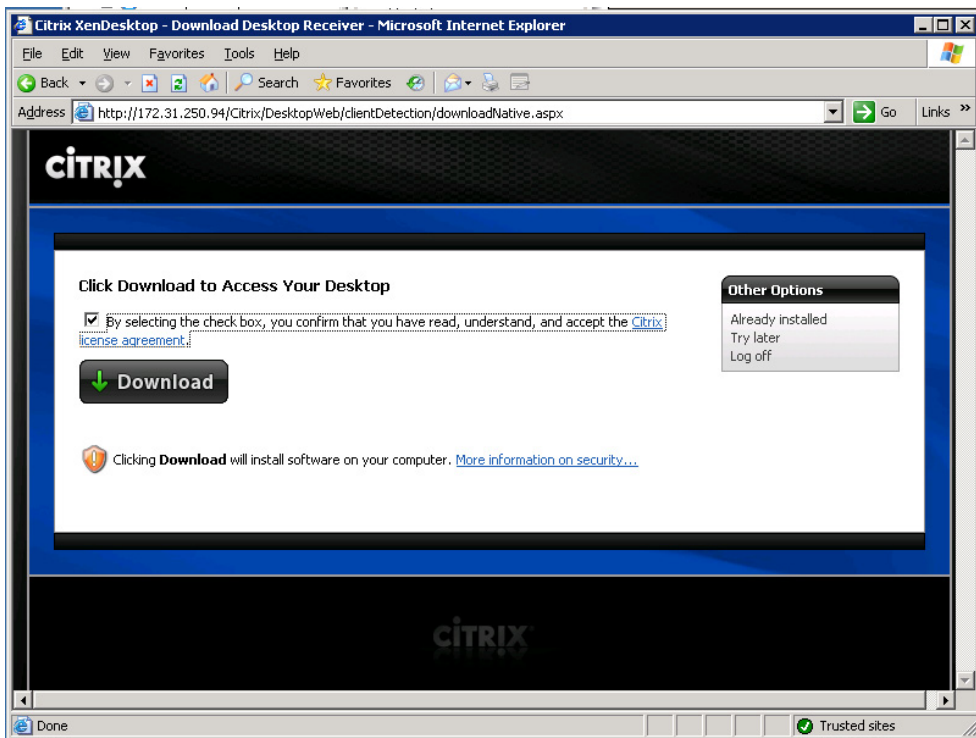 Citrix XenDesktop - Download Desktop Receiver - Microsoft Internet Explorer
File Edit View Favorites Tools Help
Back Search Favorites
Address http://172.31.250.94/Citrix/DesktopWeb/clientDetection/downloadNative.aspx Go Links »
CITRIX
Click Download to Access Your Desktop
By selecting the check box, you confirm that you have read, understand, and accept the Citrix
license agreement.
Download
Clicking Download will install software on your computer. More information on security...
Other Options
Already installed
Try later
Log off
CITRIX
Done Trusted sites